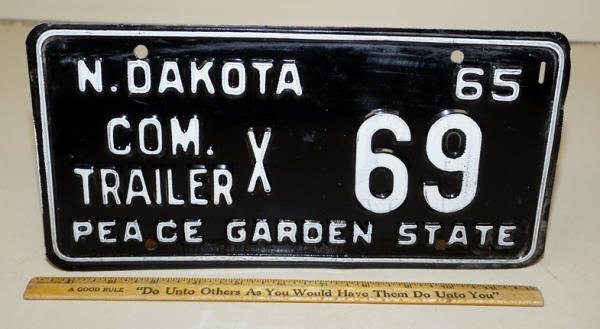 N. DAKOTA 65
COM. TRAILER X 69
PEACE GARDEN STATE
A GOOD RULE "Do Unto Others As You Would Have Them Do Unto You"